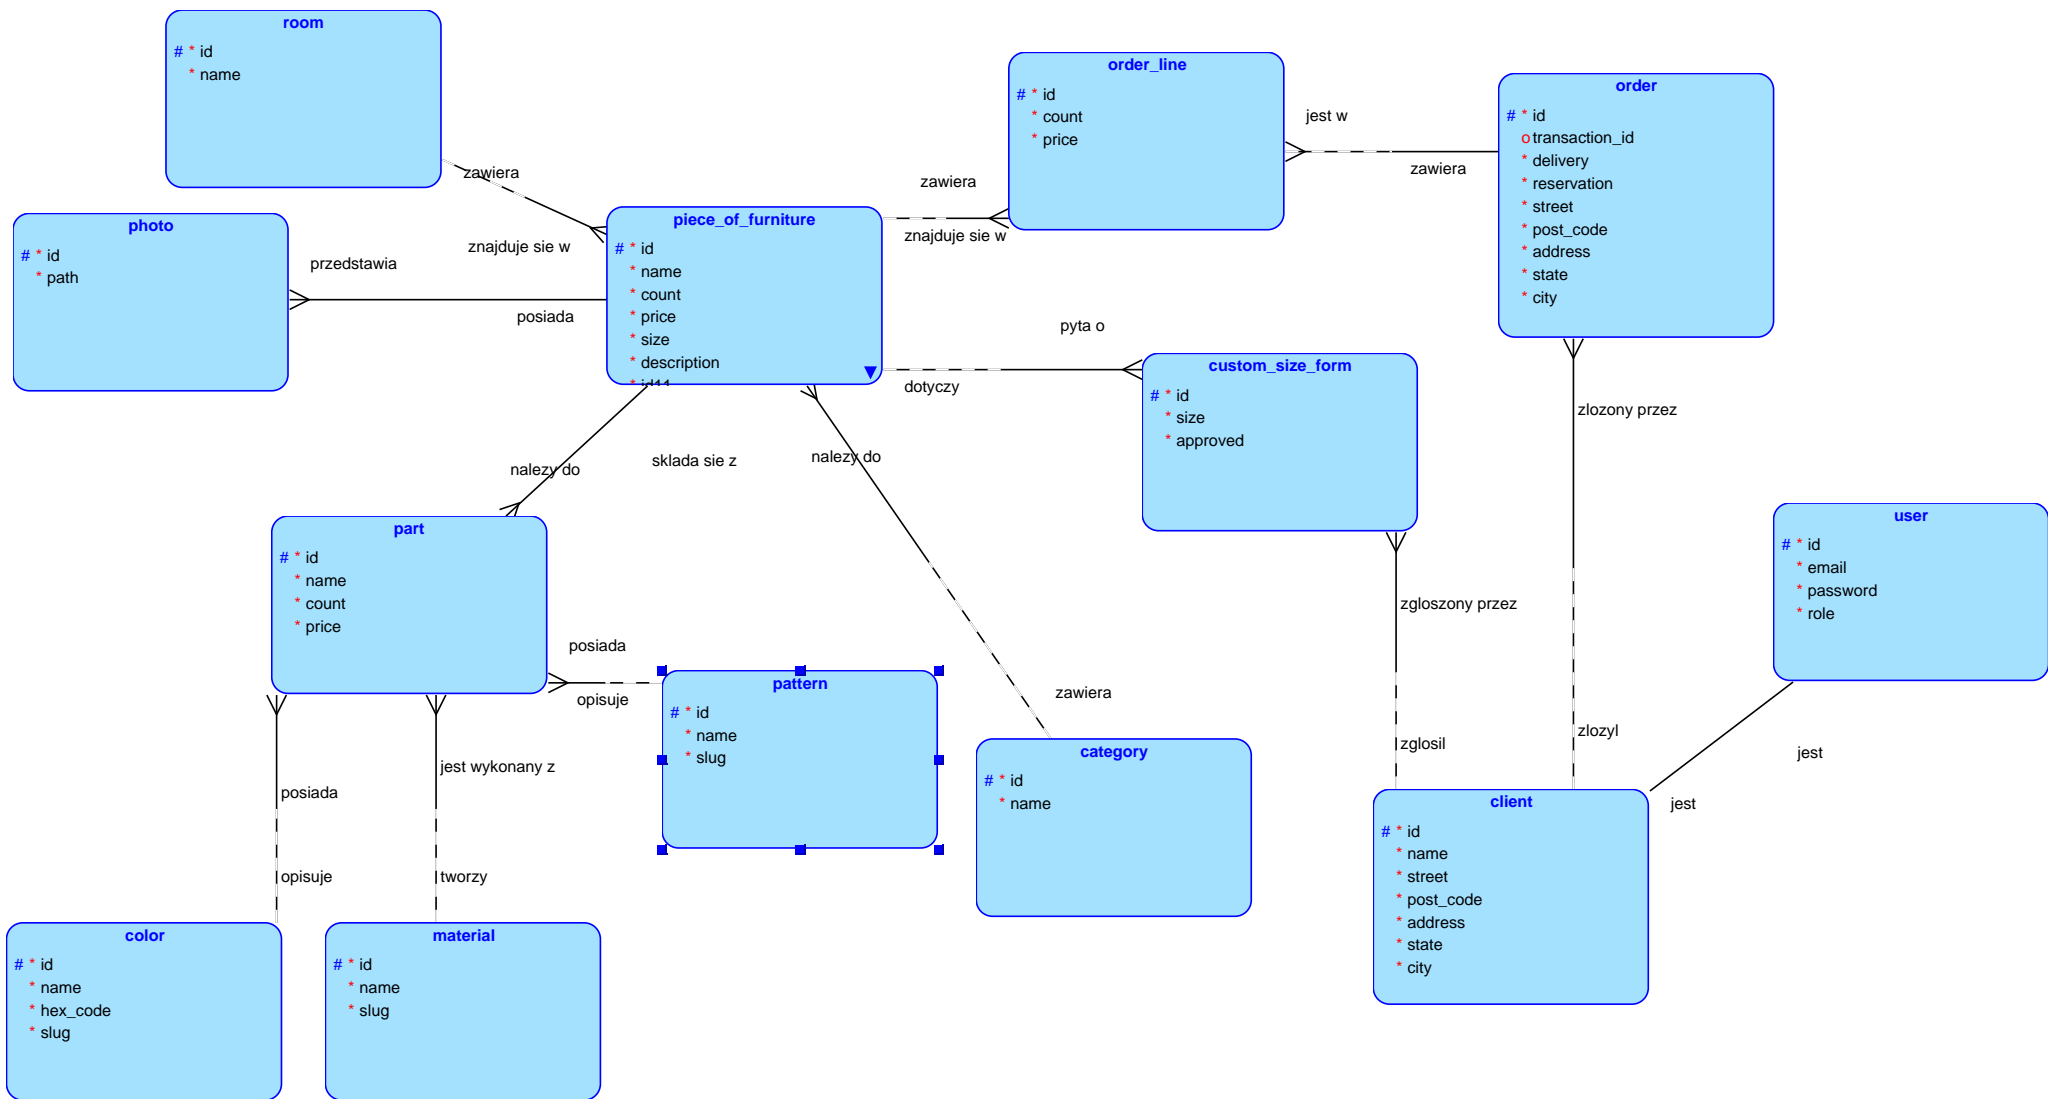 room
# * id
* name
photo
# * id
* path
piece_of_furniture
# * id
* name
* count
* price
* size
* description
order_line
# * id
* count
* price
order
# * id
o transaction_id
* delivery
* reservation
* street
* post_code
* address
* state
* city
custom_size_form
# * id
* size
* approved
user
# * id
* email
* password
* role
part
# * id
* name
* count
* price
pattern
# * id
* name
* slug
category
# * id
* name
client
# * id
* name
* street
* post_code
* address
* state
* city
color
# * id
* name
* hex_code
* slug
material
# * id
* name
* slug
zawiera
znajduje sie w
przedstawia
posiada
zawiera
znajduje sie w
jest w
zawiera
pyta o
dotyczy
nalezy do
sklada sie z
nalezy do
zawiera
posiada
opisuje
posiada
opisuje
jest wykonany z
tworzy
zgloszony przez
zglosil
zlozony przez
zlozyl
jest
jest